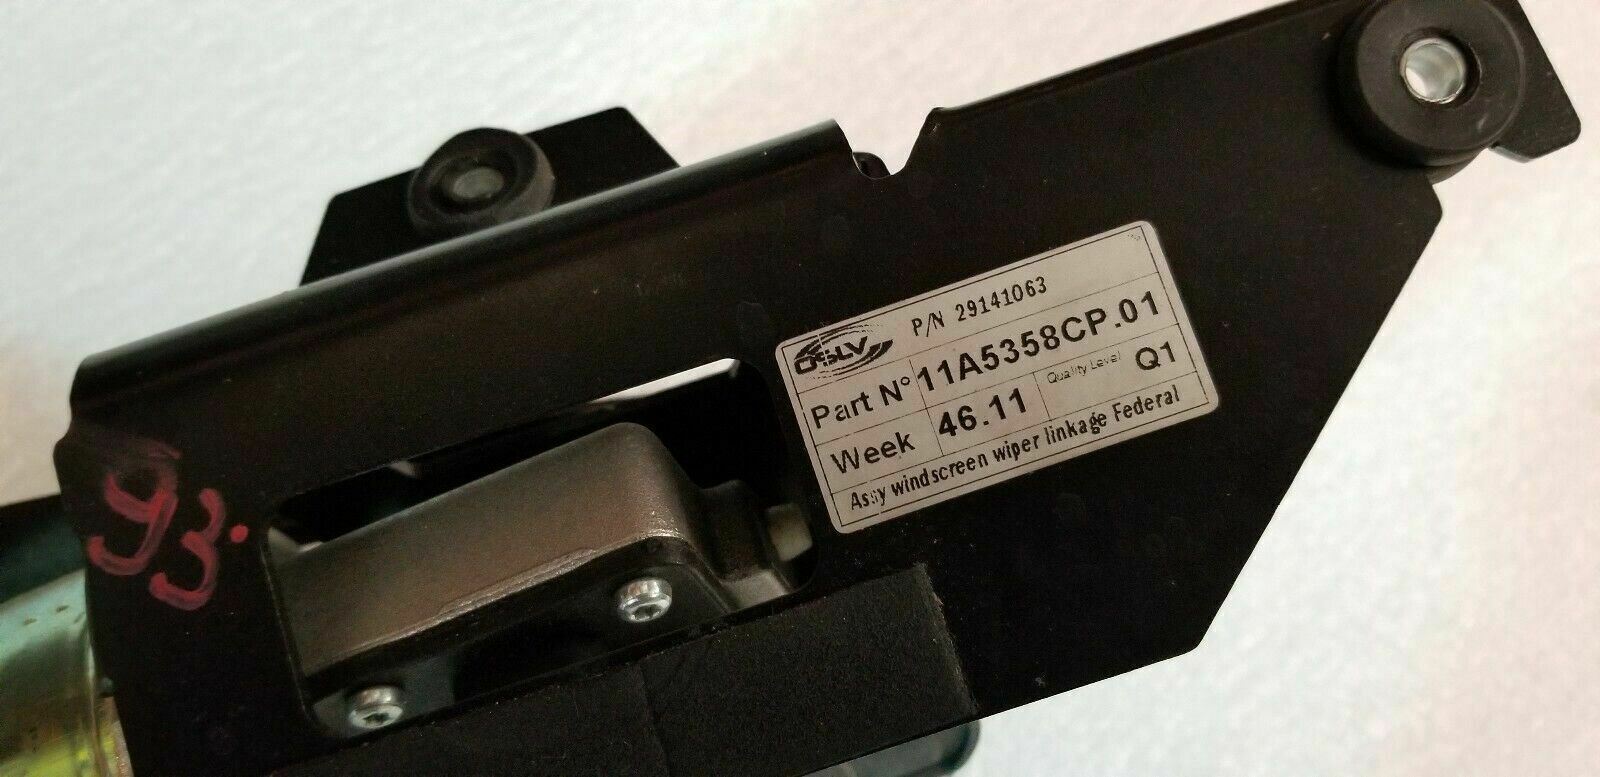 OSLV P/N 29141063
Part N° 11A5358CP.01
Week 46.11 Quality Level Q1
Assy windscreen wiper linkage Federal
93.